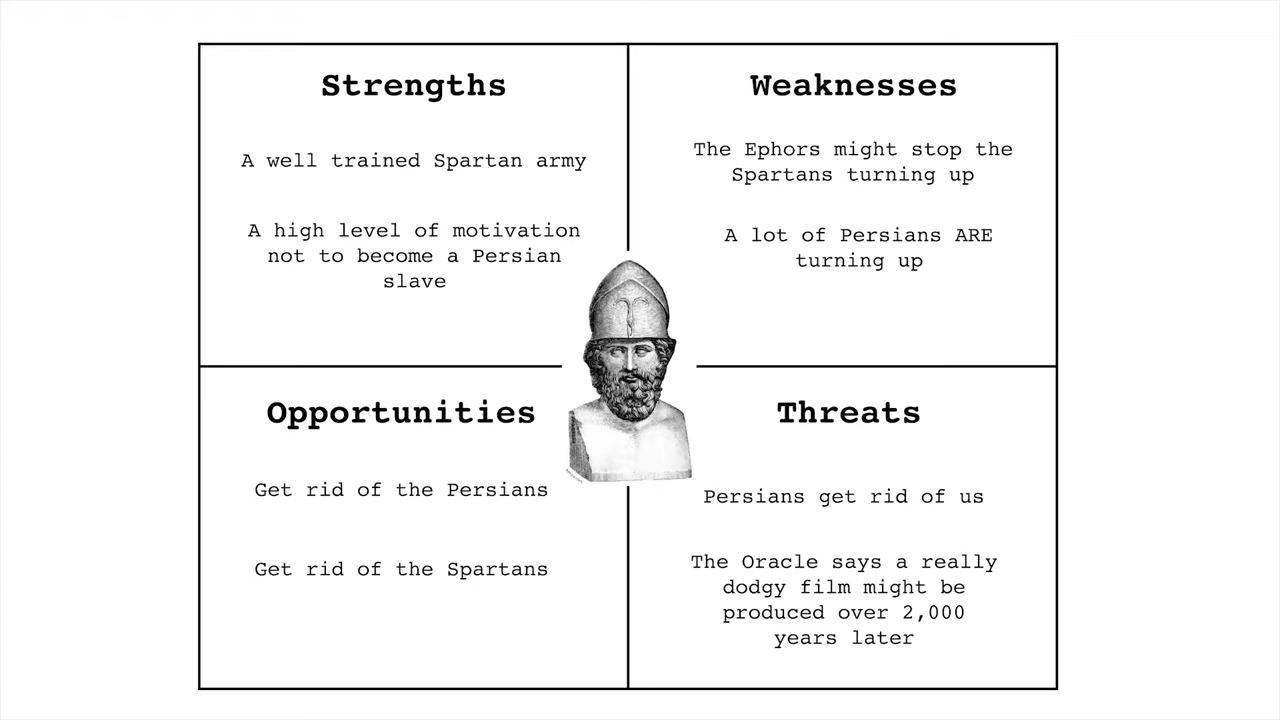 Strengths
A well trained Spartan army
A high level of motivation
not to become a Persian
slave
Weaknesses
The Ephors might stop the
Spartans turning up
A lot of Persians ARE
turning up
Opportunities
Get rid of the Persians
Get rid of the Spartans
Threats
Persians get rid of us
The Oracle says a really
dodgy film might be
produced over 2,000
years later